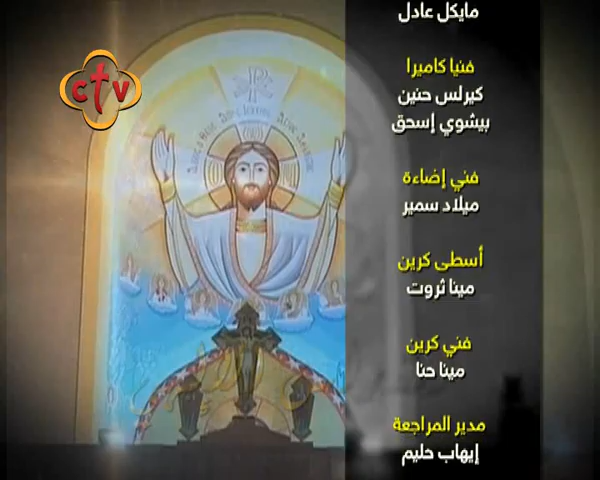 ctv
مايكل عادل
فنيا كاميرا
كيرلس حنين
بيشوي إسحق
فني إضاءة
ميلاد سمير
أسطى كرين
مينا ثروت
فني كرين
مينا حنا
مدير المراجعة
إيهاب حليم